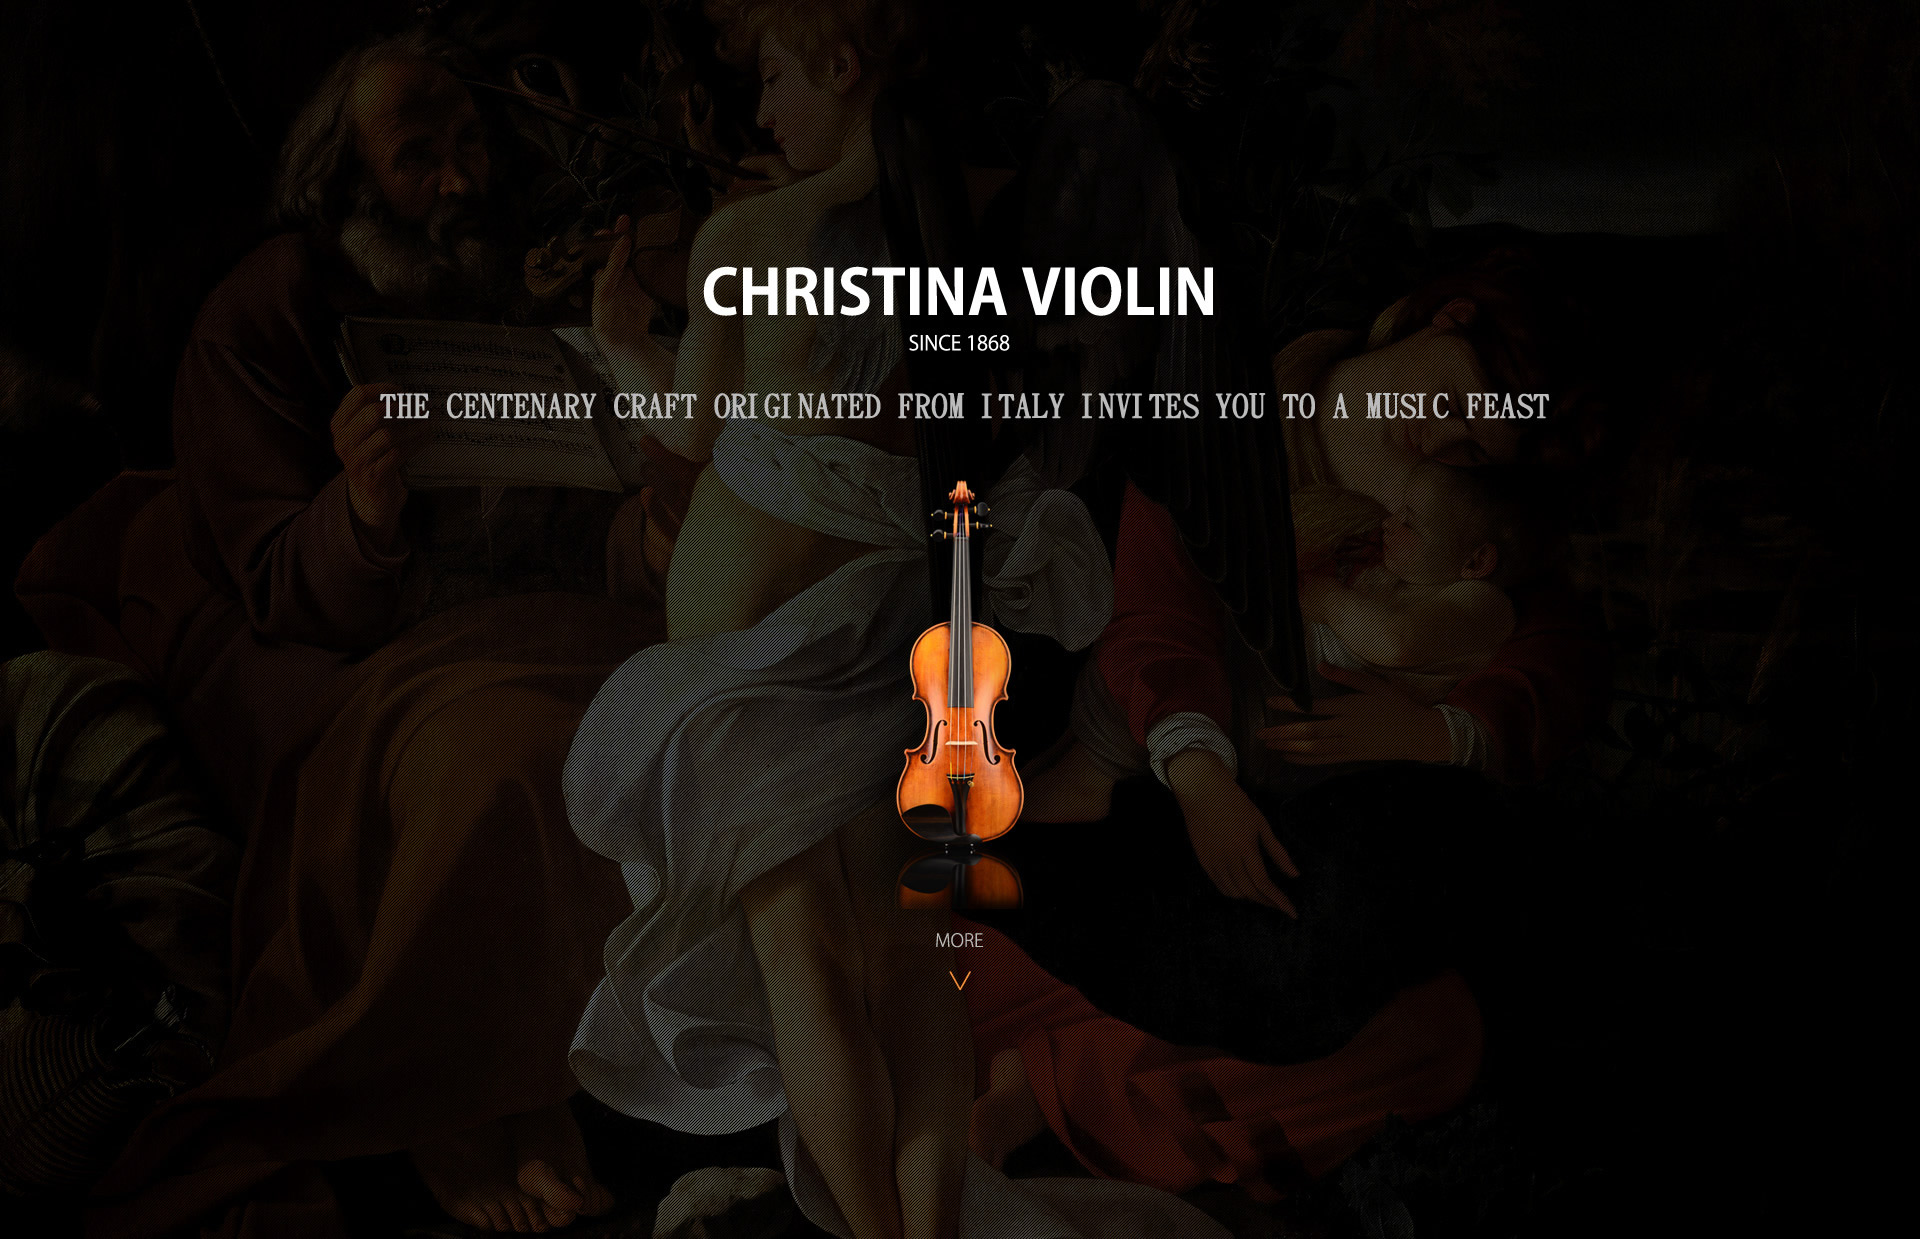 CHRISTINA VIOLIN
SINCE 1868
THE CENTENARY CRAFT ORIGINATED FROM ITALY INVITES YOU TO A MUSIC FEAST
MORE